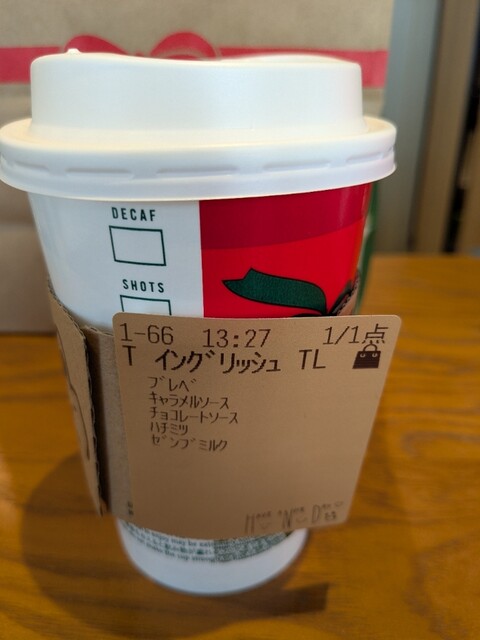 DECAF
SHOTS
1-66 13:27 1/1点
T イングリッシュ TL
ブレベ
キャラメルソース
チョコレートソース
ハチミツ
ゼンブミルク